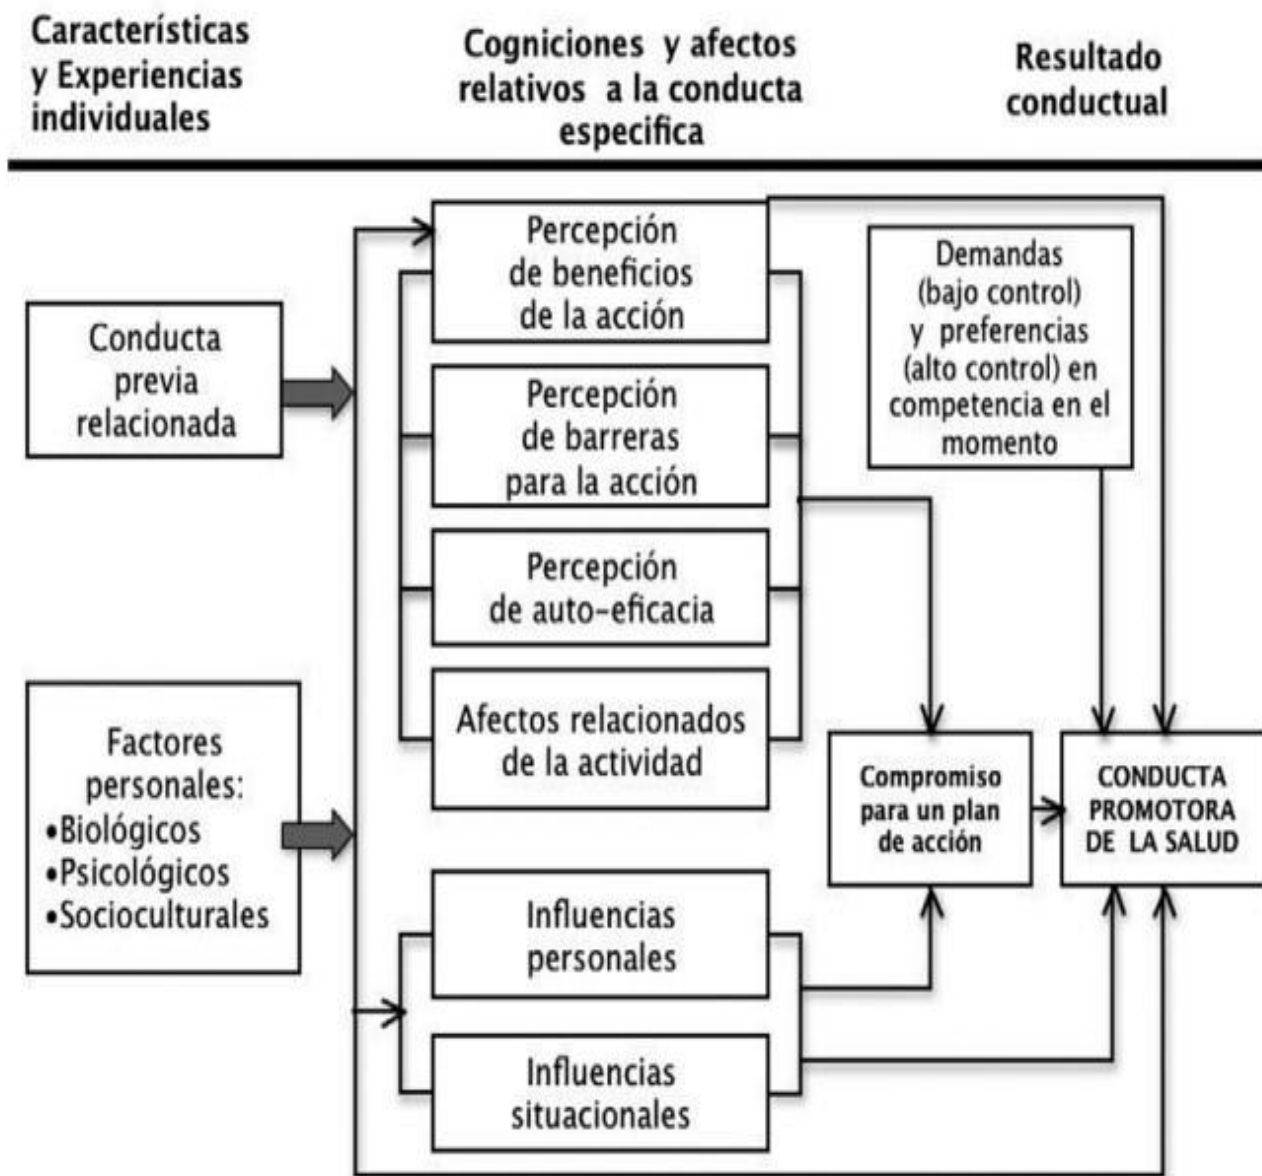 Características
y Experiencias
individuales
Cogniciones y afectos
relativos a la conducta
especifica
Resultado
conductual
Conducta
previa
relacionada
Factores
personales:
•Biológicos
•Psicológicos
•Socioculturales
Percepción
de beneficios
de la acción
Percepción
de barreras
para la acción
Percepción
de auto-eficacia
Afectos relacionados
de la actividad
Influencias
personales
Influencias
situacionales
Demandas
(bajo control)
y preferencias
(alto control) en
competencia en el
momento
Compromiso
para un plan
de acción
CONDUCTA
PROMOTORA
DE LA SALUD